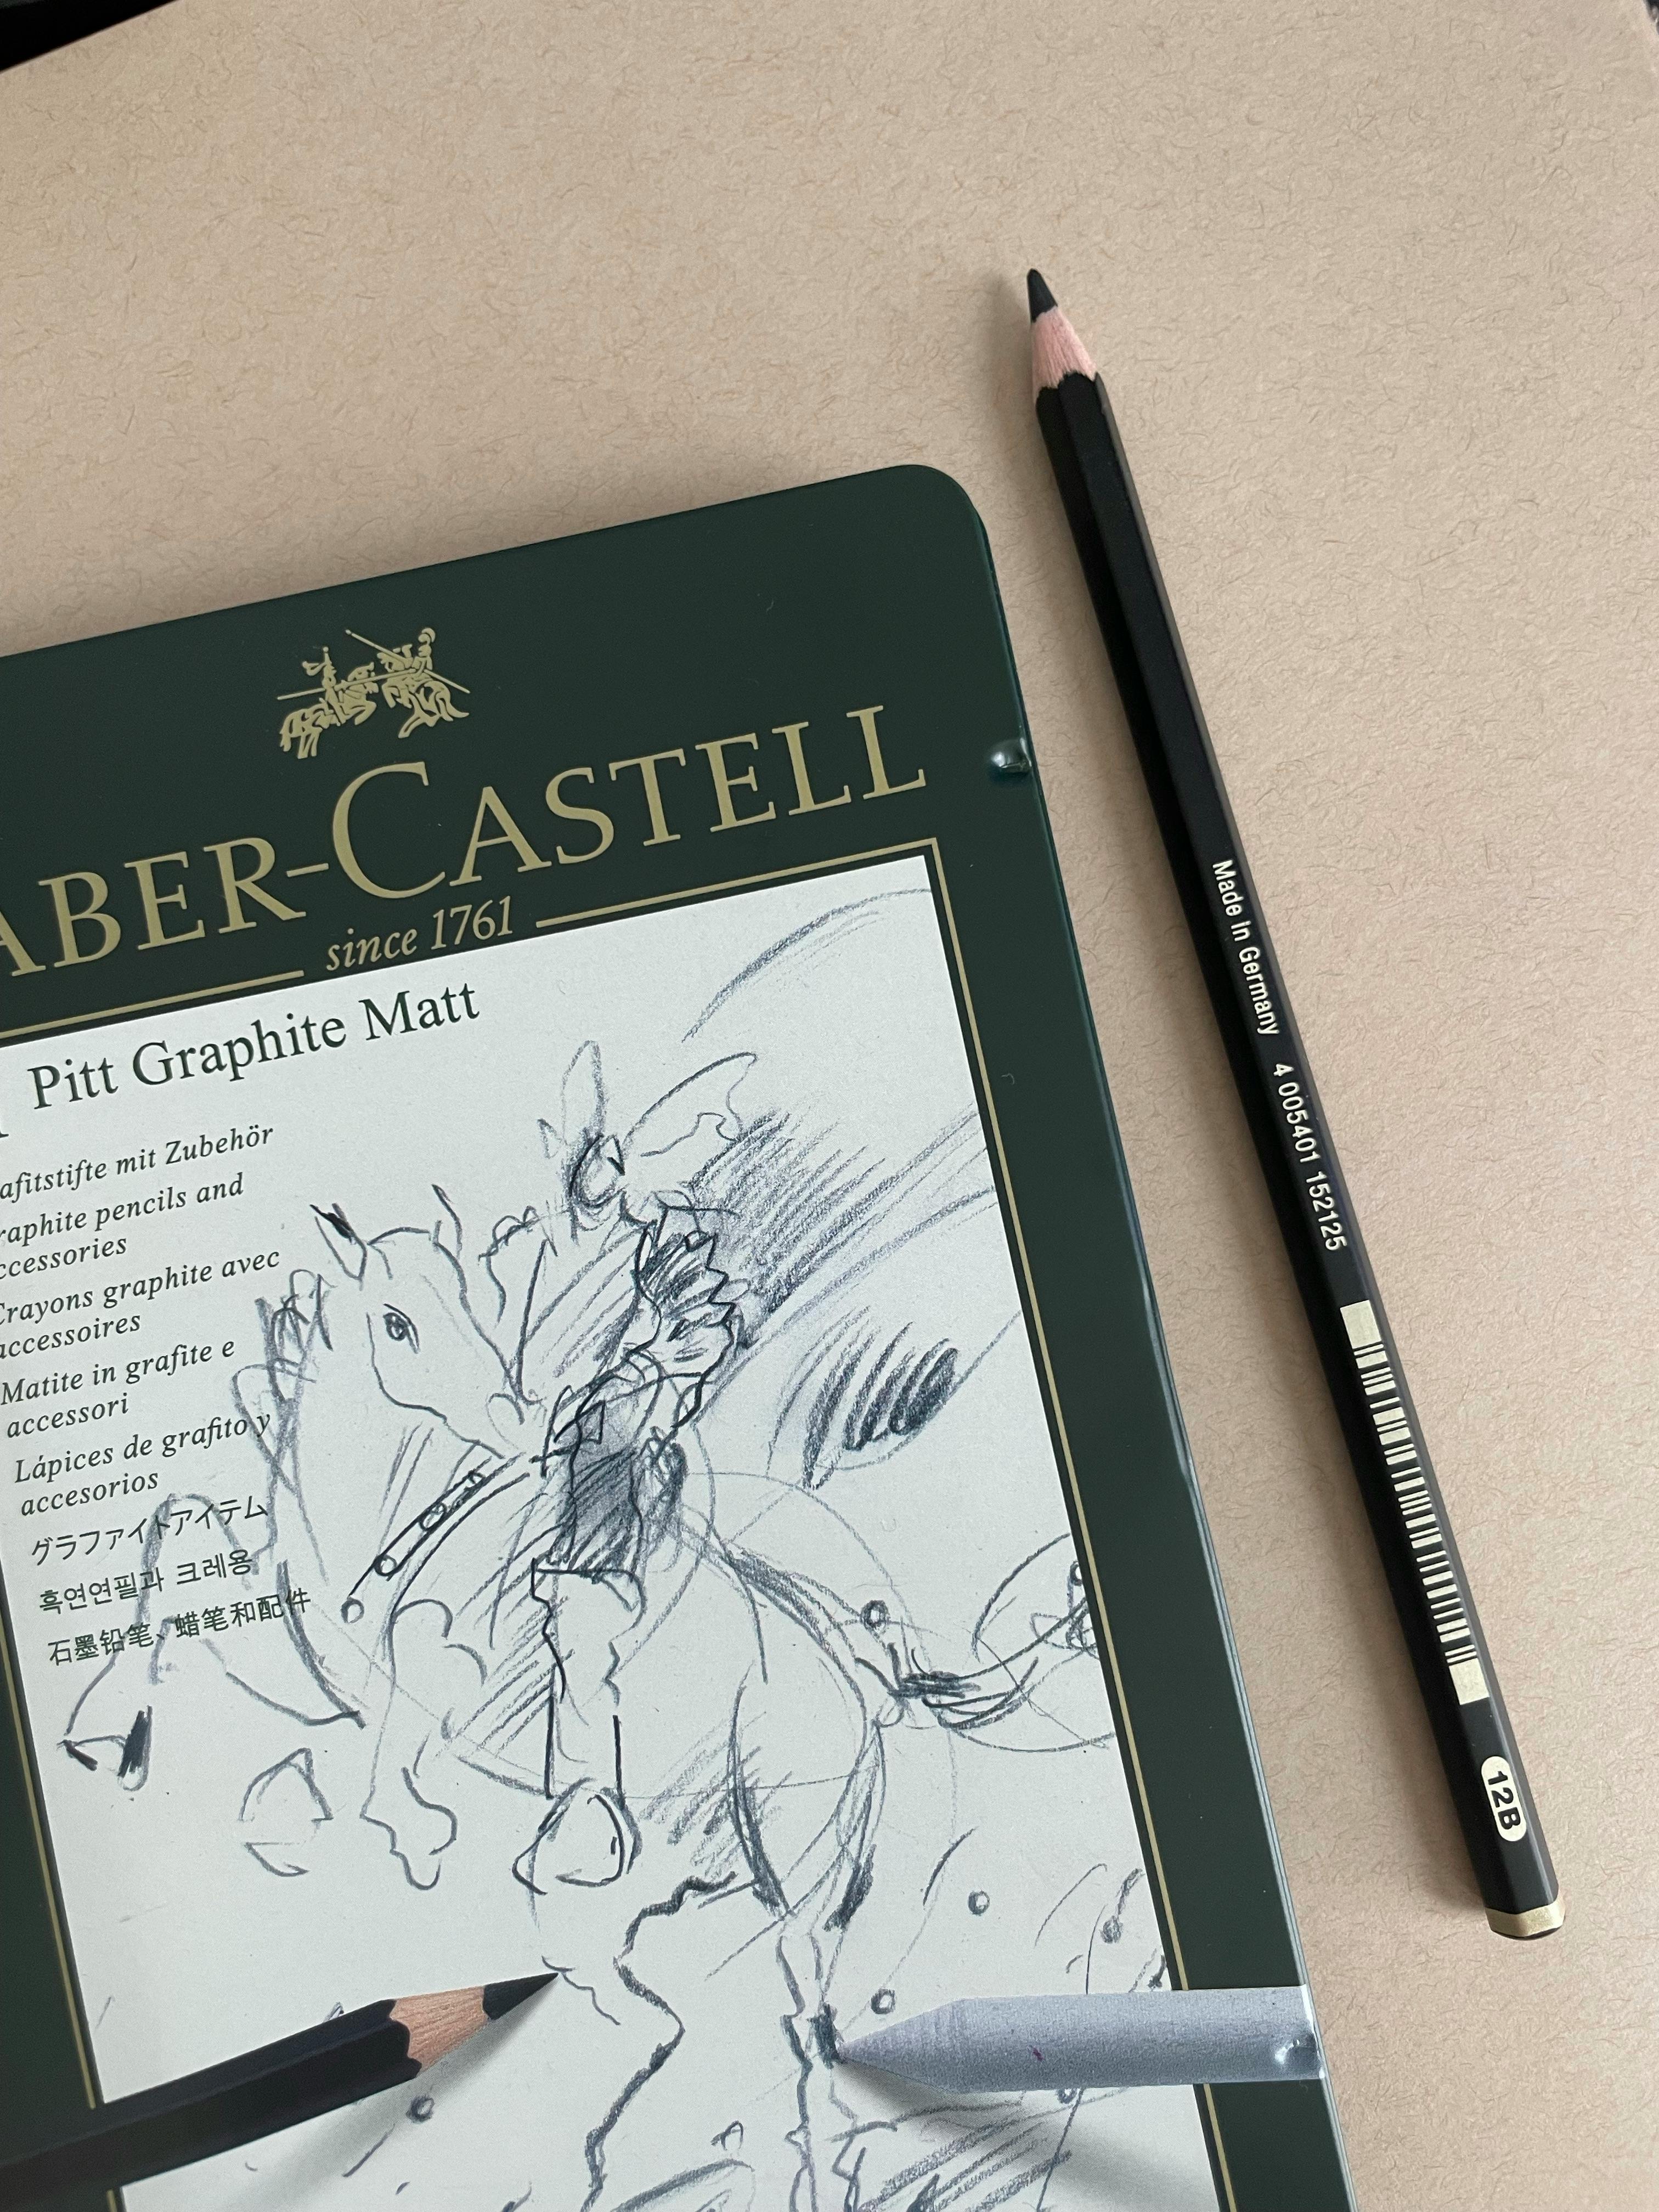 ABER-CASTELL
since 1761
Pitt Graphite Matt
afitstifte mit Zubehör
raphite pencils and
ccessories
Crayons graphite avec
accessoires
Matite in grafite e
accessori
Lápices de grafito y
accesorios
グラファイトアイテム
흑연연필과 크레용
石墨铅笔、蜡笔和配件
Made in Germany 4 005401 152125
12B